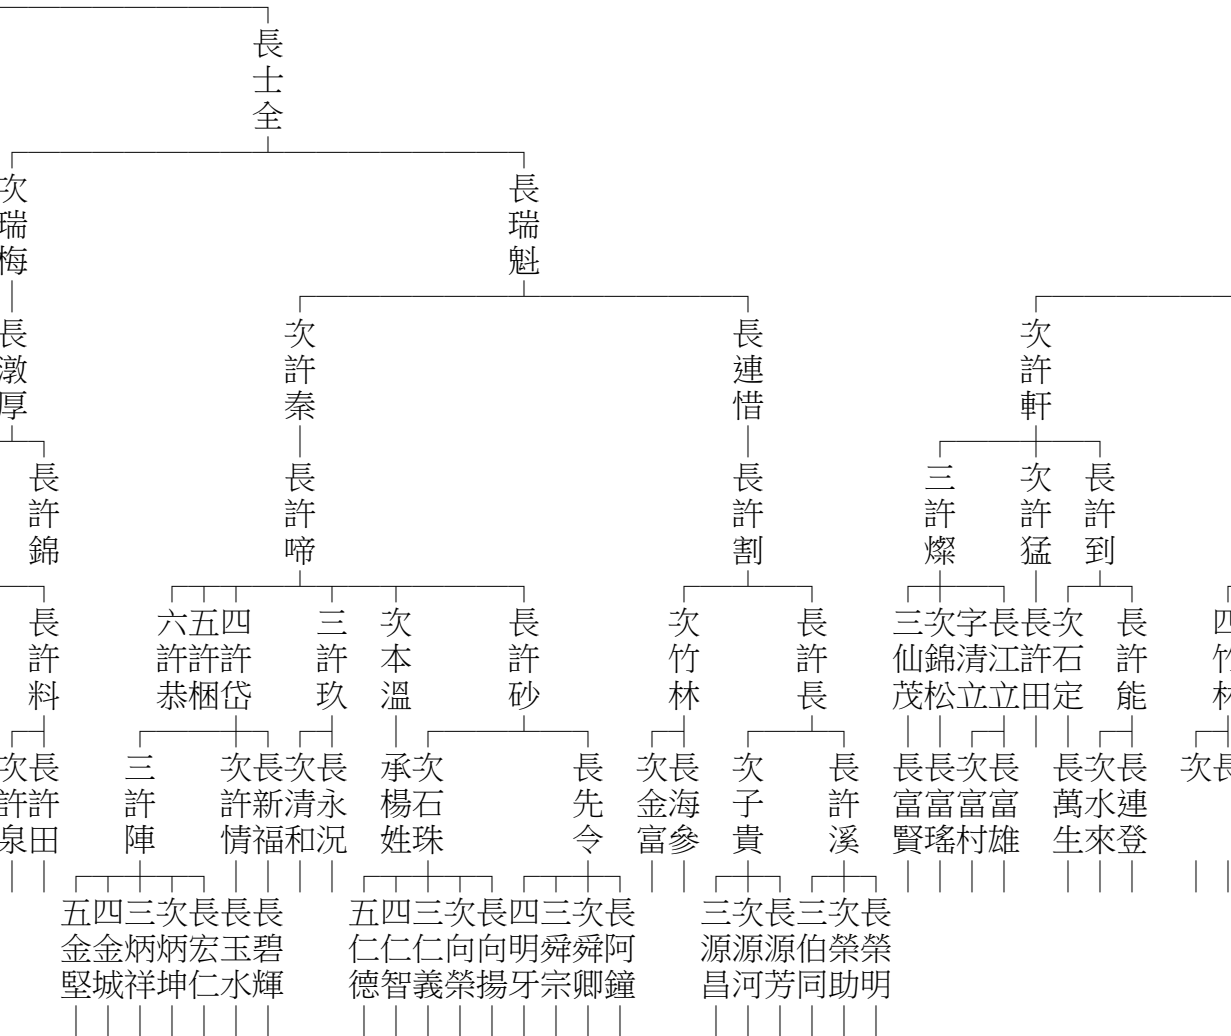 長士全
長瑞魁
次瑞梅
次許軒
長連惜
次許秦
長潡厚
長許到
次許猛
三許燦
長許割
長許啼
長許錦
四竹林
長許能
次石定
長許田
長江立
字清立
次錦松
三仙茂
長許長
次竹林
長許砂
次本溫
三許玖
四許岱
五許梱
六許恭
長許料
長
次
長連登
次水來
長萬生
長富雄
次富村
長富瑤
長富賢
長許溪
次子貴
長海參
次金富
長先令
次石珠
承楊姓
長永況
次清和
長新福
次許情
三許陣
長許田
次許泉
長榮明
次榮助
三伯同
長源芳
次源河
三源昌
長阿鐘
次舜卿
三舜宗
四明牙
長向揚
次向榮
三仁義
四仁智
五仁德
長碧輝
長玉水
長宏仁
次炳坤
三炳祥
四金城
五金堅